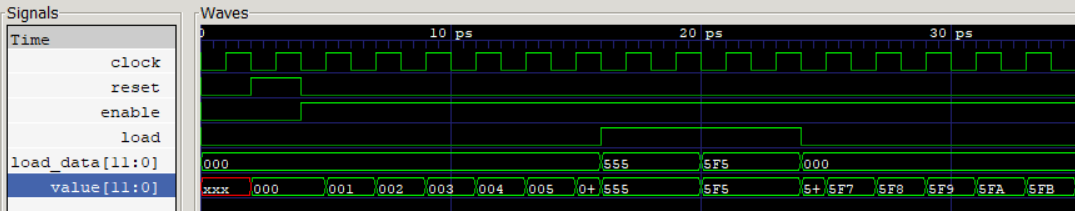 Signals
Waves
Time
0 10 ps 20 ps 30 ps
clock
reset
enable
load
load_data[11:0] 000 555 5F5 000
value[11:0] xxx 000 001 002 003 004 005 0+ 555 5F5 5+ 5F7 5F8 5F9 5FA 5FB